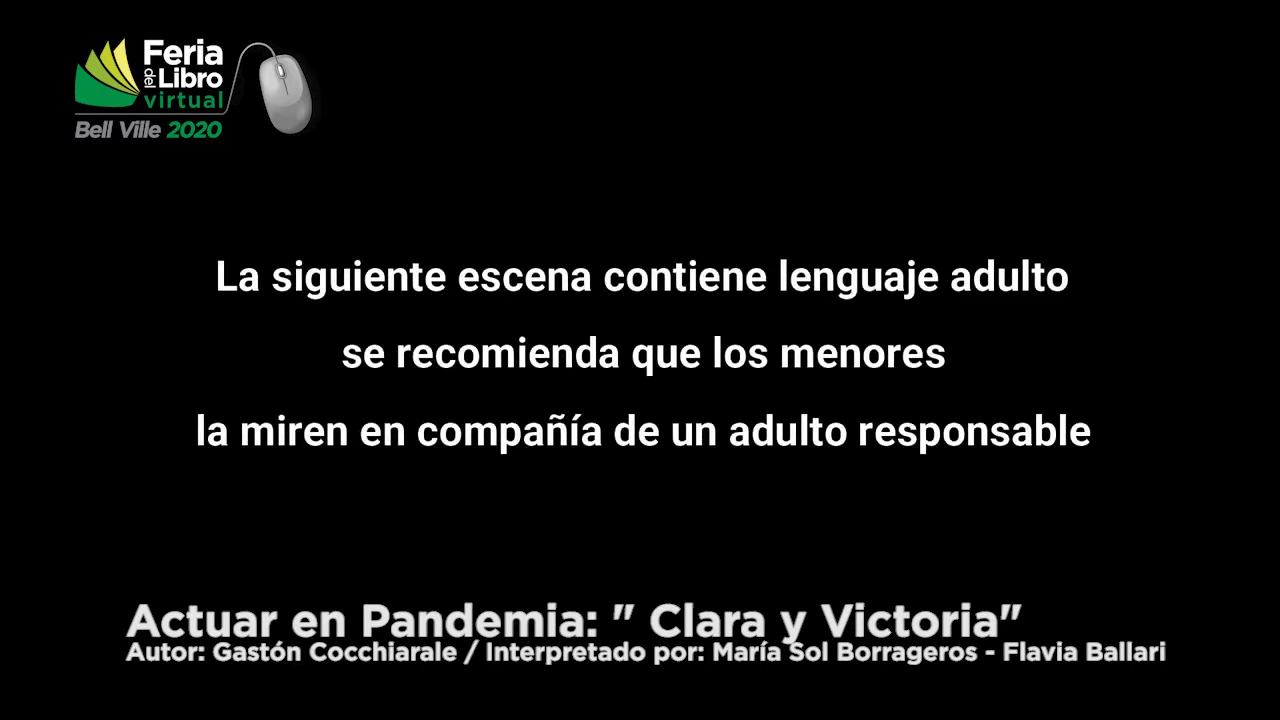 Feria
del Libro
virtual
Bell Ville 2020
La siguiente escena contiene lenguaje adulto
se recomienda que los menores
la miren en compañía de un adulto responsable
Actuar en Pandemia: " Clara y Victoria"
Autor: Gastón Cocchiarale / Interpretado por: María Sol Borrageros - Flavia Ballari